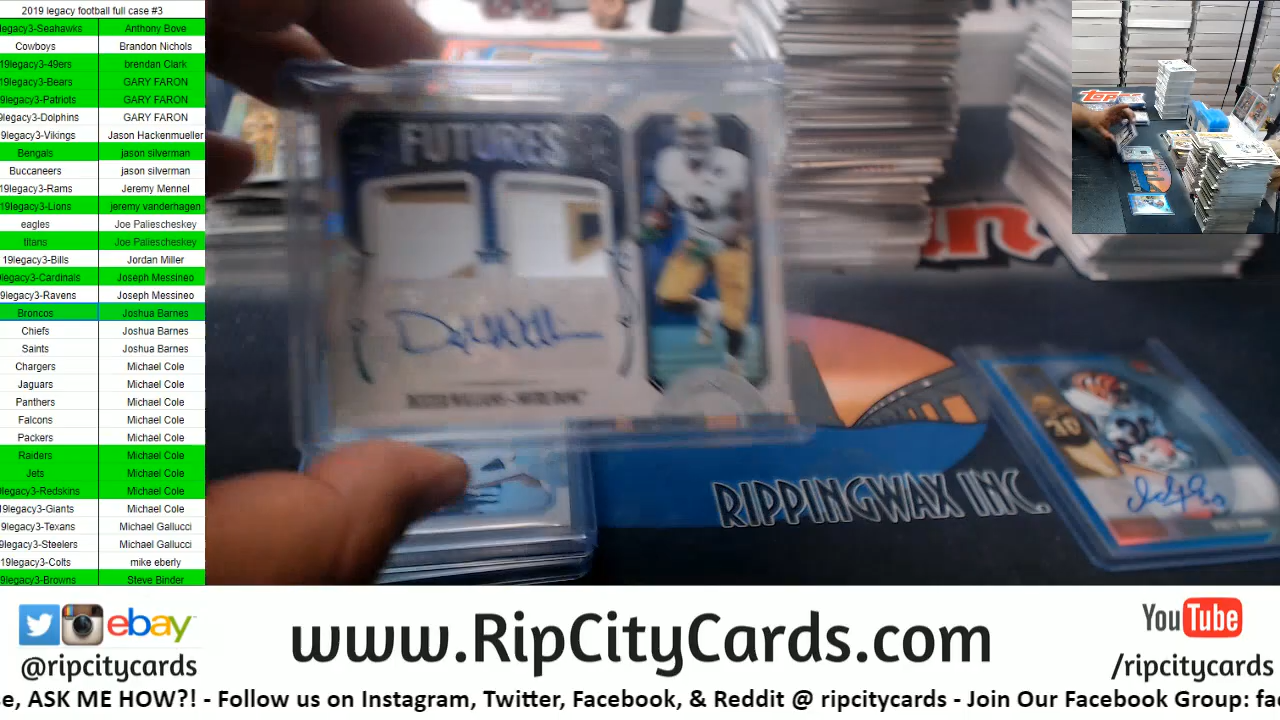 2019 legacy football full case #3
legacy3-Seahawks Anthony Bove
Cowboys Brandon Nichols
19legacy3-49ers brendan Clark
19legacy3-Bears GARY FARON
9legacy3-Patriots GARY FARON
9legacy3-Dolphins GARY FARON
9legacy3-Vikings Jason Hackenmueller
Bengals jason silverman
Buccaneers jason silverman
19legacy3-Rams Jeremy Mennel
19legacy3-Lions jeremy vanderhagen
eagles Joe Paliescheskey
titans Joe Paliescheskey
19legacy3-Bills Jordan Miller
legacy3-Cardinals Joseph Messineo
9legacy3-Ravens Joseph Messineo
Broncos Joshua Barnes
Chiefs Joshua Barnes
Saints Joshua Barnes
Chargers Michael Cole
Jaguars Michael Cole
Panthers Michael Cole
Falcons Michael Cole
Packers Michael Cole
Raiders Michael Cole
Jets Michael Cole
legacy3-Redskins Michael Cole
9legacy3-Giants Michael Cole
9legacy3-Texans Michael Gallucci
9legacy3-Steelers Michael Gallucci
19legacy3-Colts mike eberly
9legacy3-Browns Steve Binder
FUTURES
RIPPINGWAX INC.
topps
ebay
@ripcitycards
www.RipCityCards.com
YouTube
/ripcitycards
e, ASK ME HOW?! - Follow us on Instagram, Twitter, Facebook, & Reddit @ ripcitycards - Join Our Facebook Group: fa